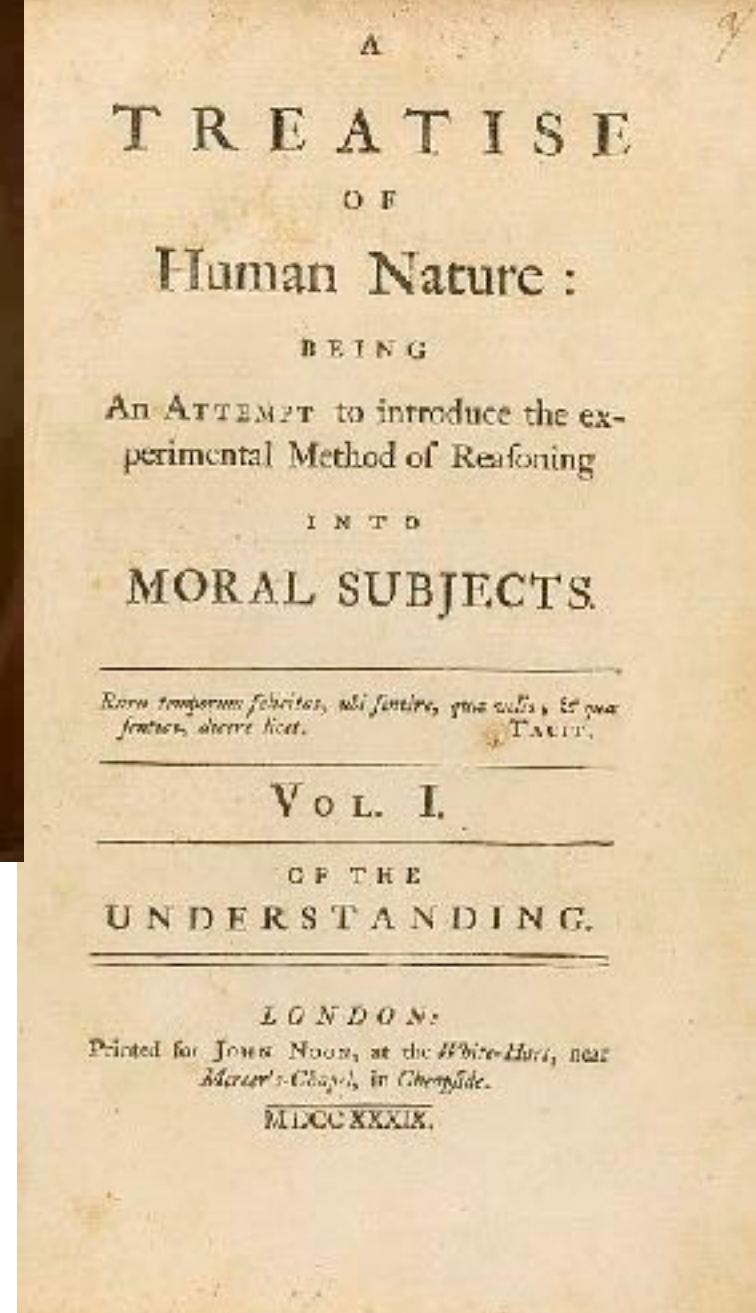 A
TREATISE
OF
Human Nature :
BEING
An ATTEMPT to introduce the ex-
perimental Method of Reaſoning
INTO
MORAL SUBJECTS.
Rara temporum felicitas, ubi ſentire, quæ velis, & quæ
ſentias, dicere licet. TACIT.
VOL. I.
OF THE
UNDERSTANDING.
LONDON:
Printed for JOHN NOON, at the White-Hart, near
Mercer's-Chapel, in Cheapſide.
MDCCXXXIX.